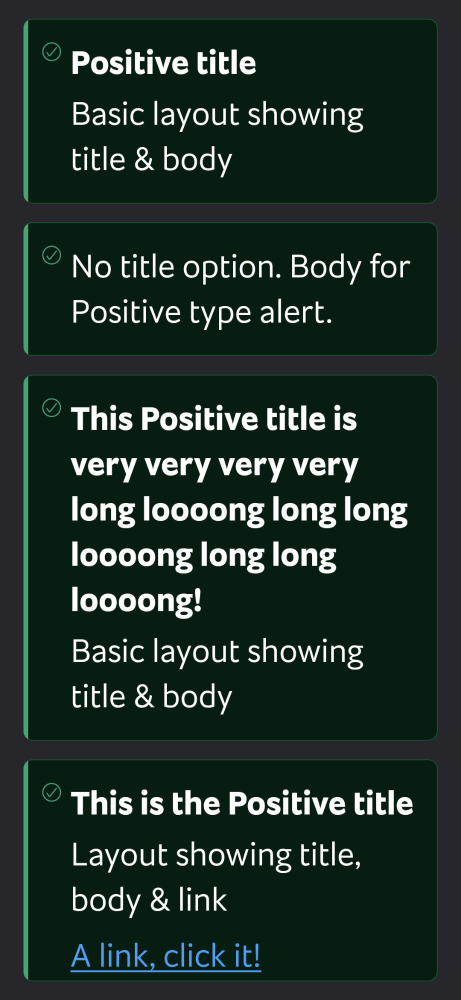 Positive title
Basic layout showing
title & body
No title option. Body for
Positive type alert.
This Positive title is
very very very very
long loooong long long
loooong long long
loooong!
Basic layout showing
title & body
This is the Positive title
Layout showing title,
body & link
A link, click it!